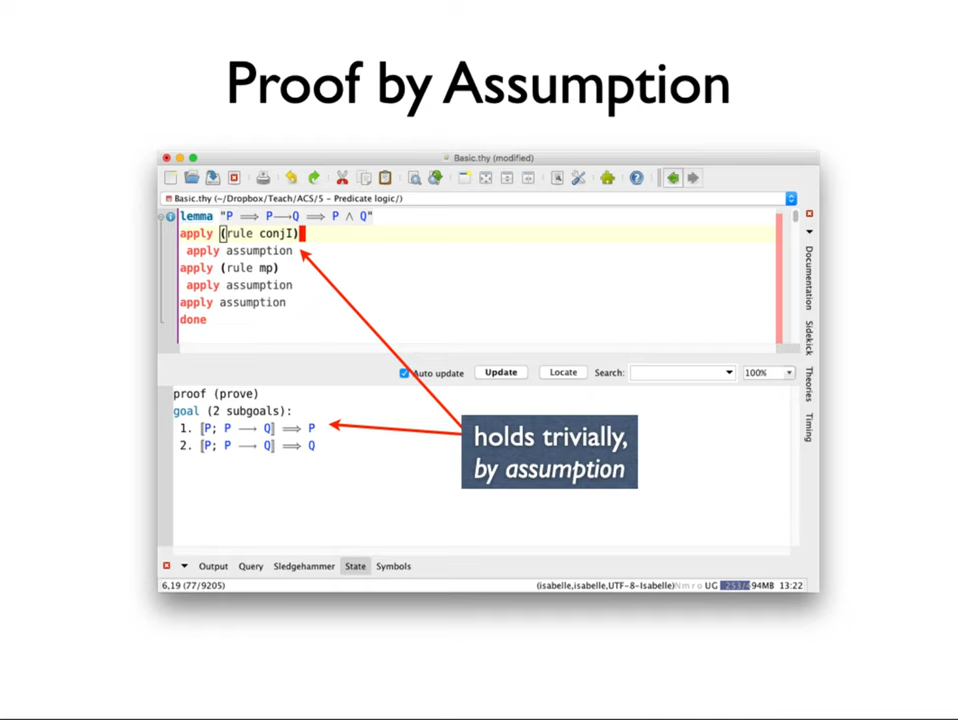 Proof by Assumption
Basic.thy (modified)
Basic.thy (~/Dropbox/Teach/ACS/5 - Predicate logic/)
lemma "P ⟹ P⟶Q ⟹ P ∧ Q"
apply (rule conjI)
apply assumption
apply (rule mp)
apply assumption
apply assumption
done
Documentation
Sidekick
Theories
Timing
Auto update
Update
Locate
Search:
100%
proof (prove)
goal (2 subgoals):
1. ⟦P; P ⟶ Q⟧ ⟹ P
2. ⟦P; P ⟶ Q⟧ ⟹ Q
holds trivially,
by assumption
Output Query Sledgehammer State Symbols
6,19 (77/9205) (isabelle,isabelle,UTF-8-Isabelle)Nmro UG 94MB 13:22